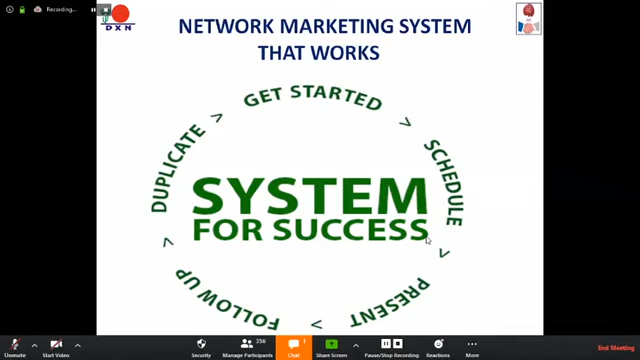 Recording...
DXN
NETWORK MARKETING SYSTEM
THAT WORKS
GET STARTED
>
SCHEDULE
>
PRESENT
>
FOLLOW UP
>
DUPLICATE
>
SYSTEM
FOR SUCCESS
Unmute
Start Video
Security
356
Manage Participants
1
Chat
Share Screen
Pause/Stop Recording
Reactions
More
End Meeting